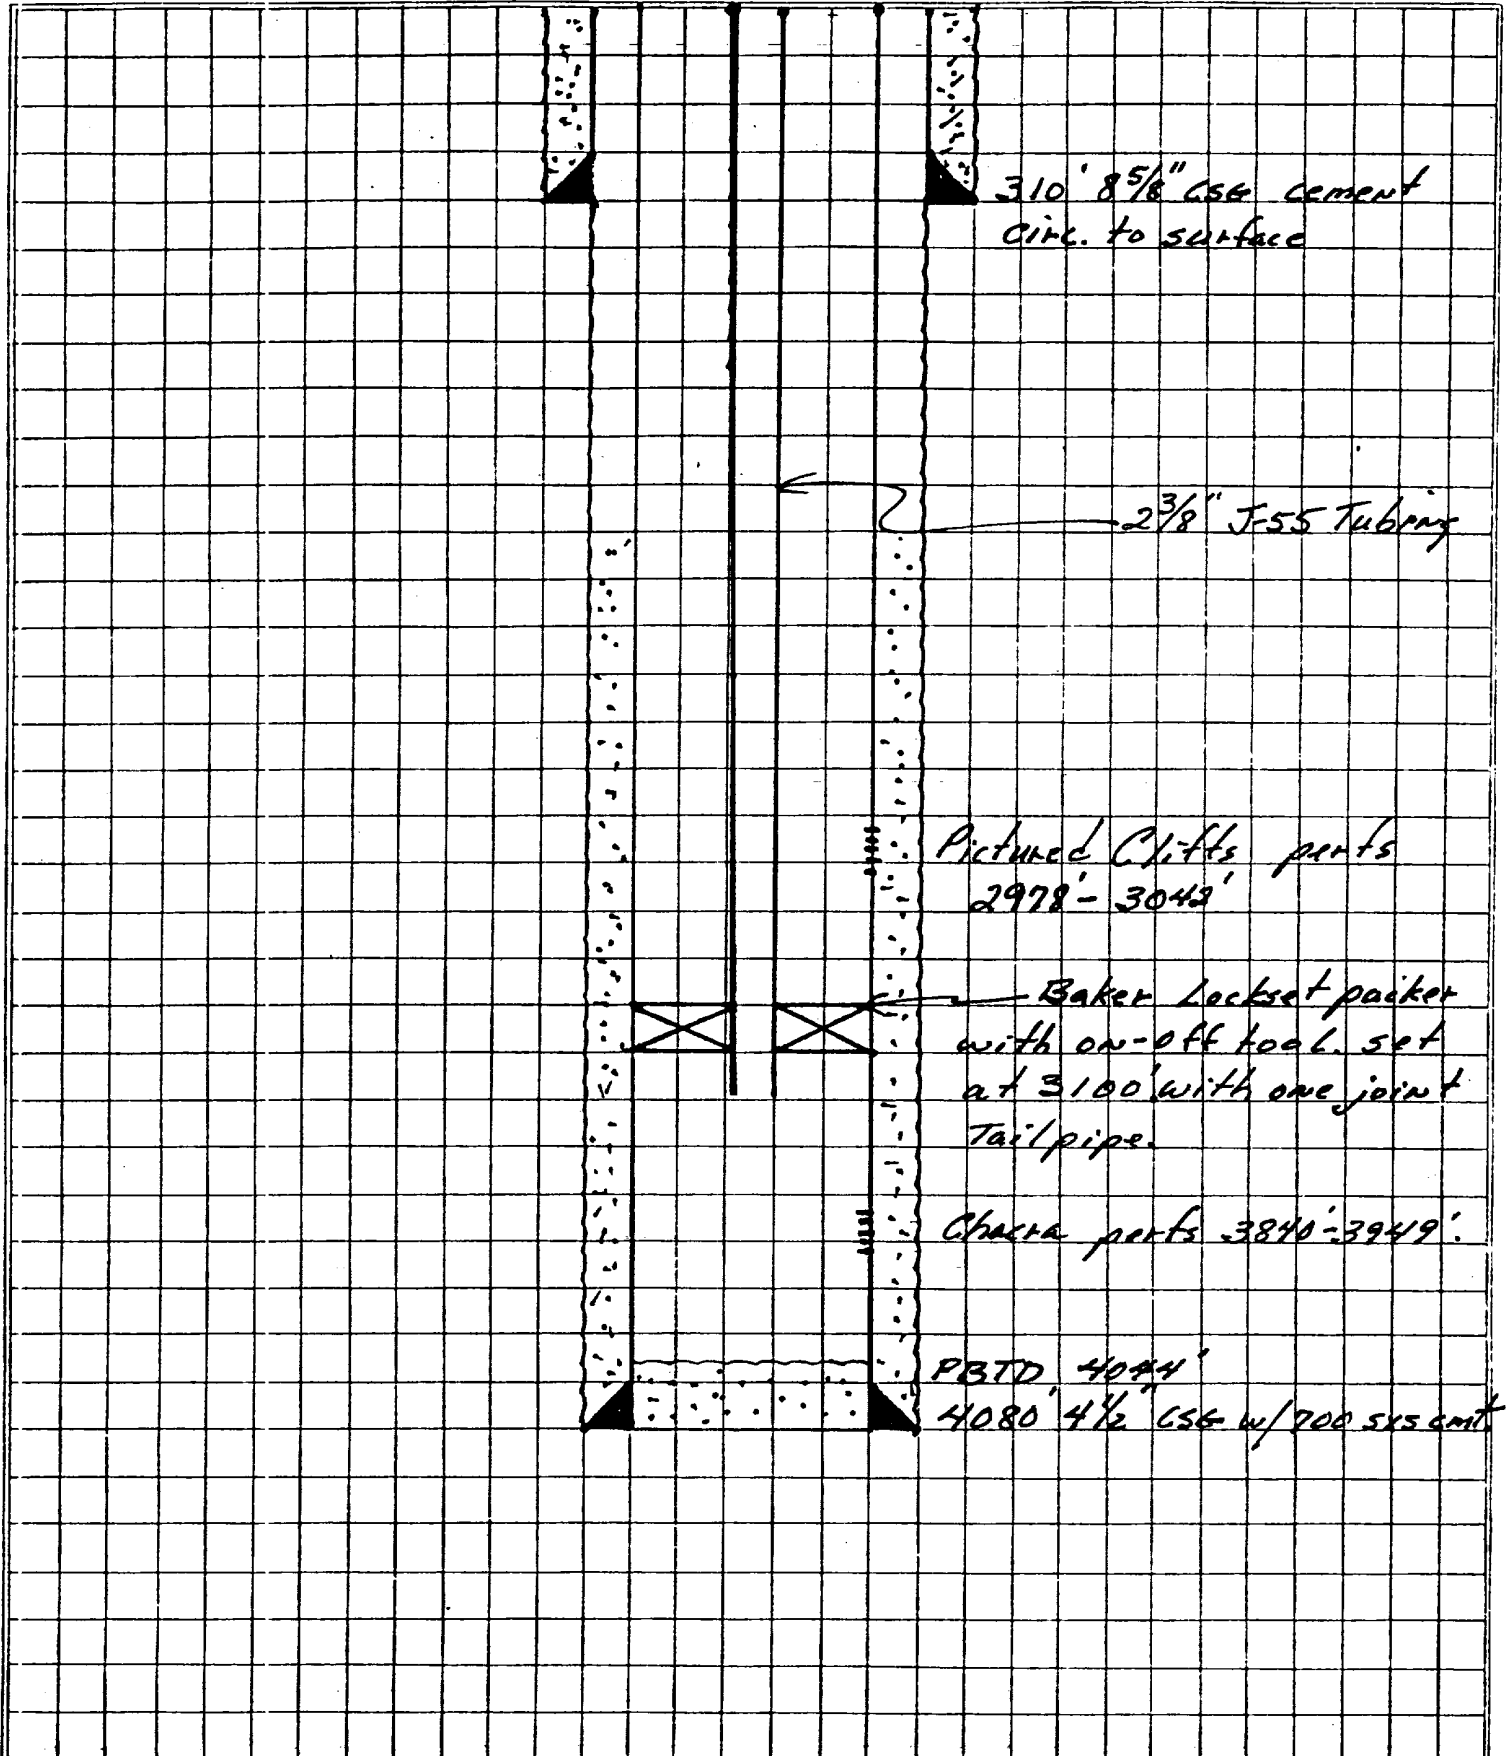 310' 8 5/8" CSG cement
circ. to surface
2 3/8" J-55 Tubing
Pictured Cliffs perfs
2978'- 3042'
Baker Lockset packer
with on-off tool. set
at 3100' with one joint
Tailpipe.
Chacra perfs 3840'-3949'.
PBTD 4044'
4080' 4 1/2" CSG w/ 700 sxs cmt.